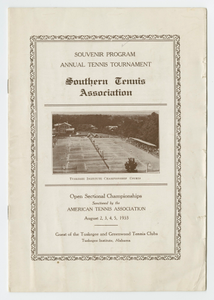 SOUVENIR PROGRAM
ANNUAL TENNIS TOURNAMENT
Southern Tennis
Association
Open Sectional Championships
Sanctioned by the
AMERICAN TENNIS ASSOCIATION
August 2, 3, 4, 5, 1933
Guest of the Tuskegee and Greenwood Tennis Clubs
Tuskegee Institute, Alabama